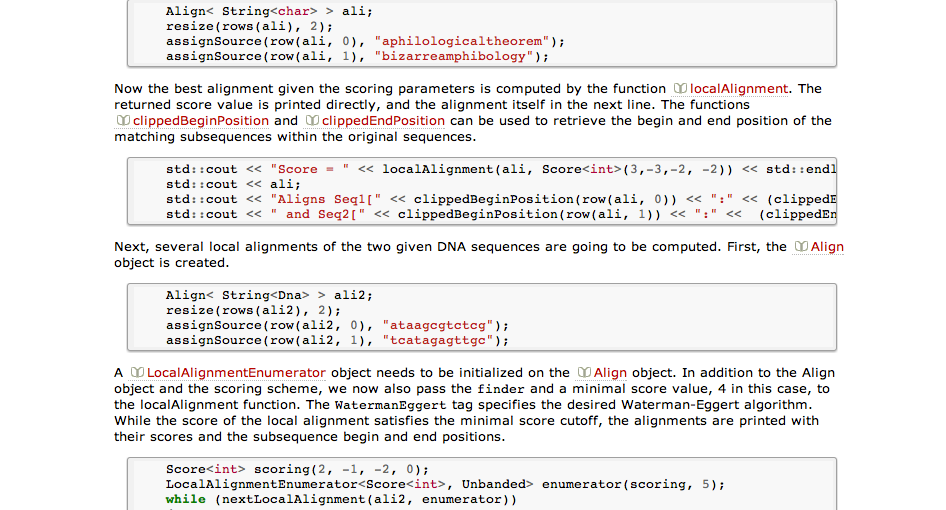 Align< String<char> > ali;
resize(rows(ali), 2);
assignSource(row(ali, 0), "aphilologicaltheorem");
assignSource(row(ali, 1), "bizarreamphibology");
Now the best alignment given the scoring parameters is computed by the function localAlignment. The
returned score value is printed directly, and the alignment itself in the next line. The functions
clippedBeginPosition and clippedEndPosition can be used to retrieve the begin and end position of the
matching subsequences within the original sequences.
std::cout << "Score = " << localAlignment(ali, Score<int>(3,-3,-2, -2)) << std::endl
std::cout << ali;
std::cout << "Aligns Seq1[" << clippedBeginPosition(row(ali, 0)) << ":" << (clippedE
std::cout << " and Seq2[" << clippedBeginPosition(row(ali, 1)) << ":" <<  (clippedEn
Next, several local alignments of the two given DNA sequences are going to be computed. First, the Align
object is created.
Align< String<Dna> > ali2;
resize(rows(ali2), 2);
assignSource(row(ali2, 0), "ataagcgtctcg");
assignSource(row(ali2, 1), "tcatagagttgc");
A LocalAlignmentEnumerator object needs to be initialized on the Align object. In addition to the Align
object and the scoring scheme, we now also pass the finder and a minimal score value, 4 in this case, to
the localAlignment function. The WatermanEggert tag specifies the desired Waterman-Eggert algorithm.
While the score of the local alignment satisfies the minimal score cutoff, the alignments are printed with
their scores and the subsequence begin and end positions.
Score<int> scoring(2, -1, -2, 0);
LocalAlignmentEnumerator<Score<int>, Unbanded> enumerator(scoring, 5);
while (nextLocalAlignment(ali2, enumerator))